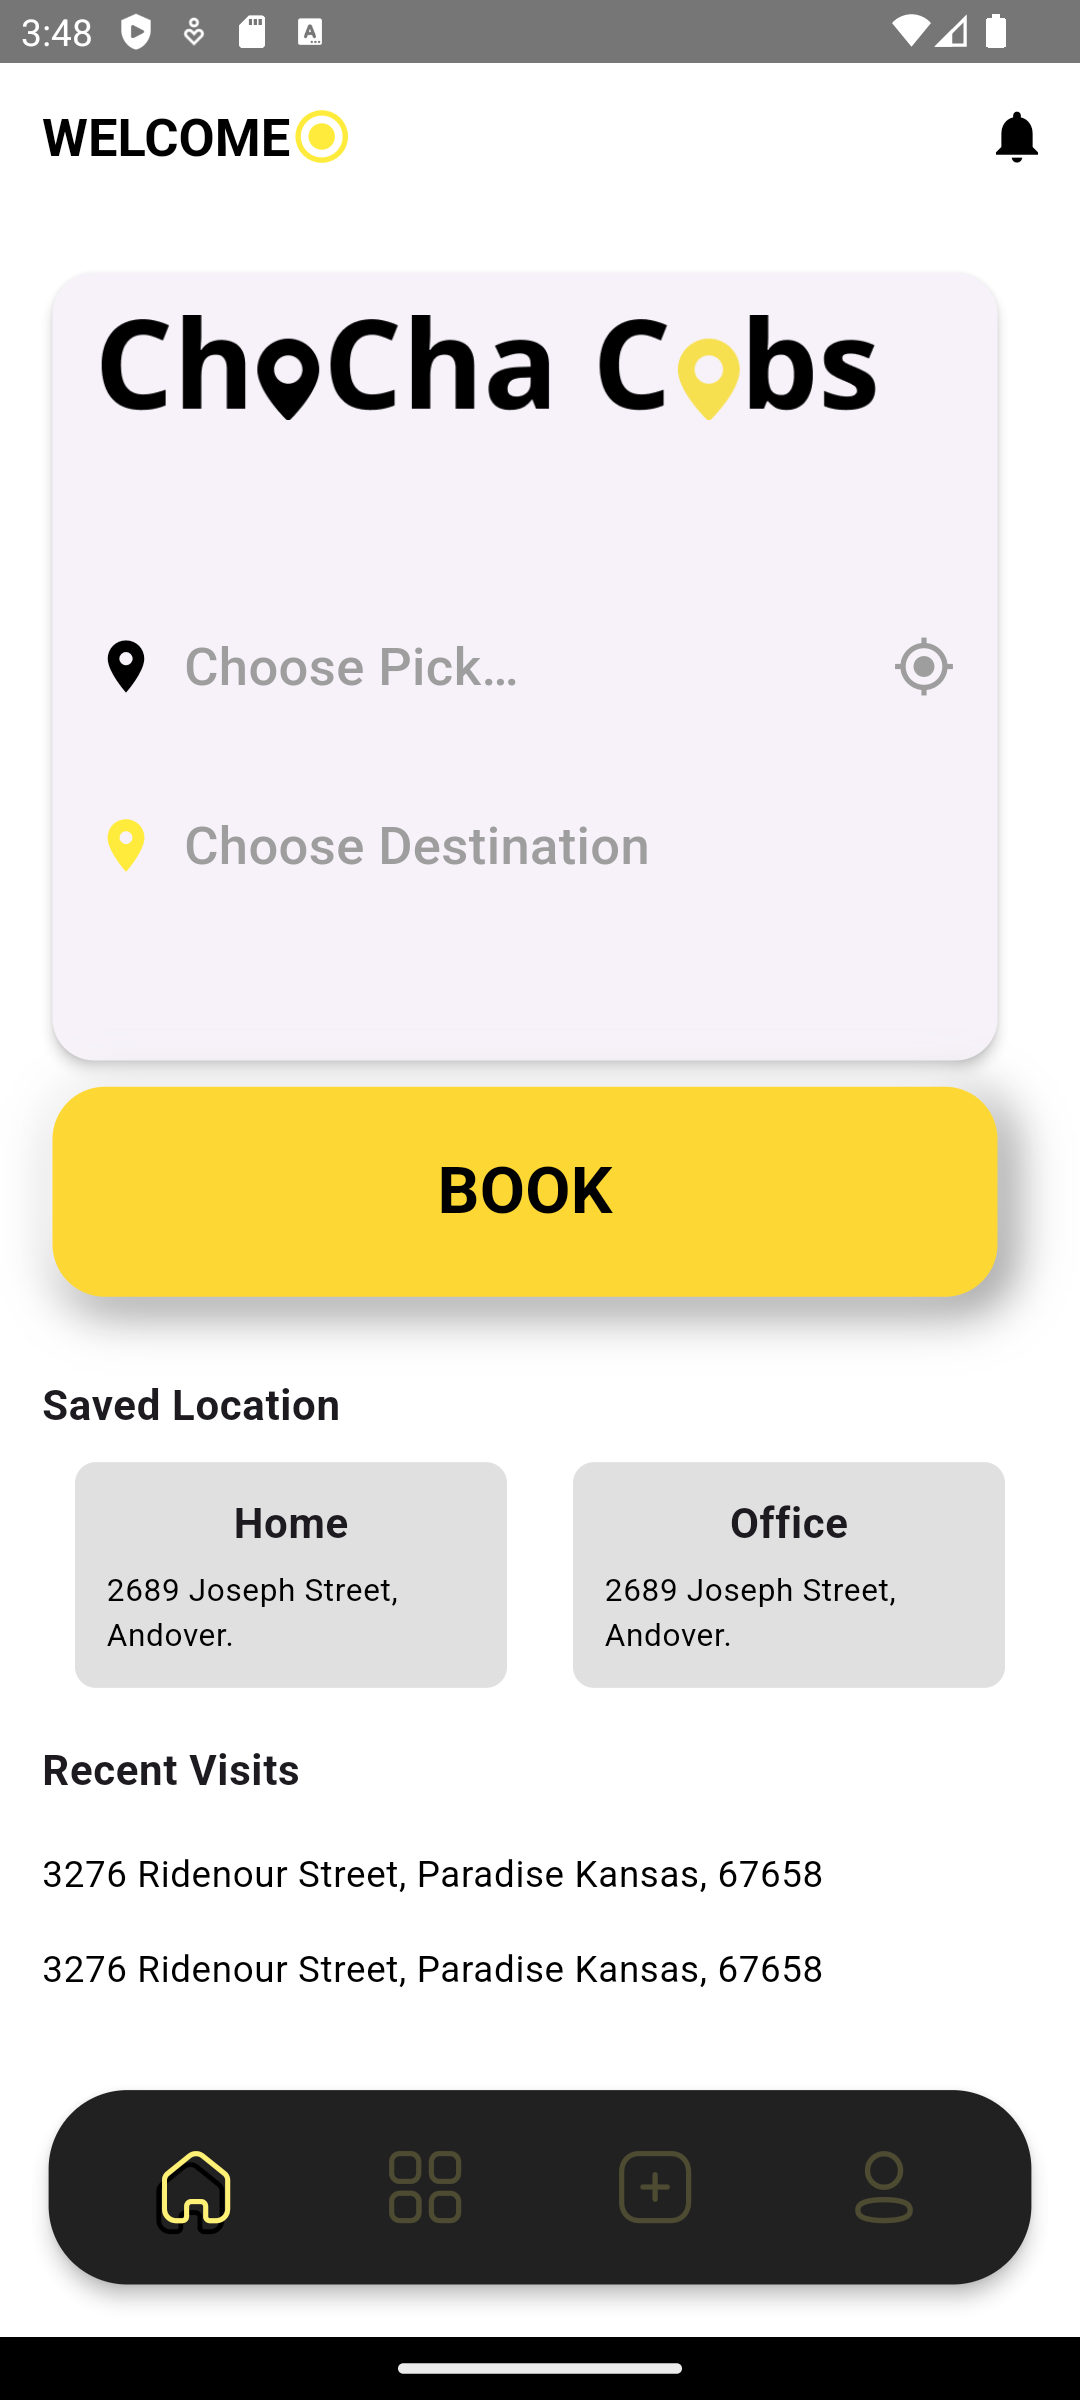 3:48
WELCOME
ChoCha Cobs
Choose Pick...
Choose Destination
BOOK
Saved Location
Home
Office
2689 Joseph Street,
Andover.
2689 Joseph Street,
Andover.
Recent Visits
3276 Ridenour Street, Paradise Kansas, 67658
3276 Ridenour Street, Paradise Kansas, 67658